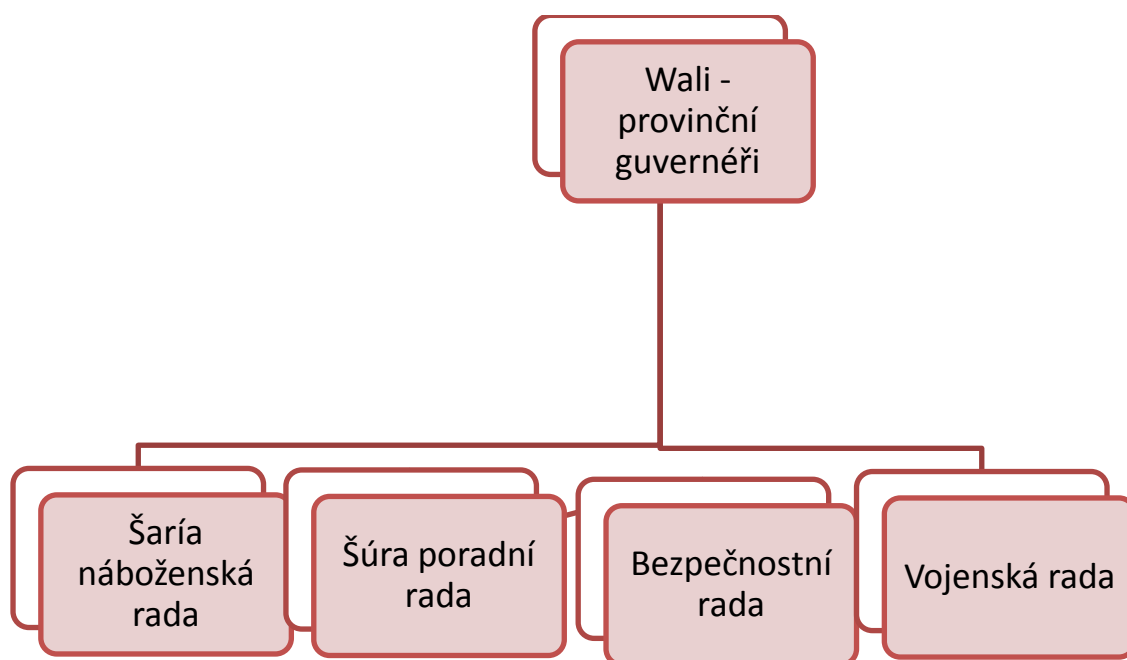 Wali -
provinční
guvernéři
Šaría
náboženská
rada
Šúra poradní
rada
Bezpečnostní
rada
Vojenská rada